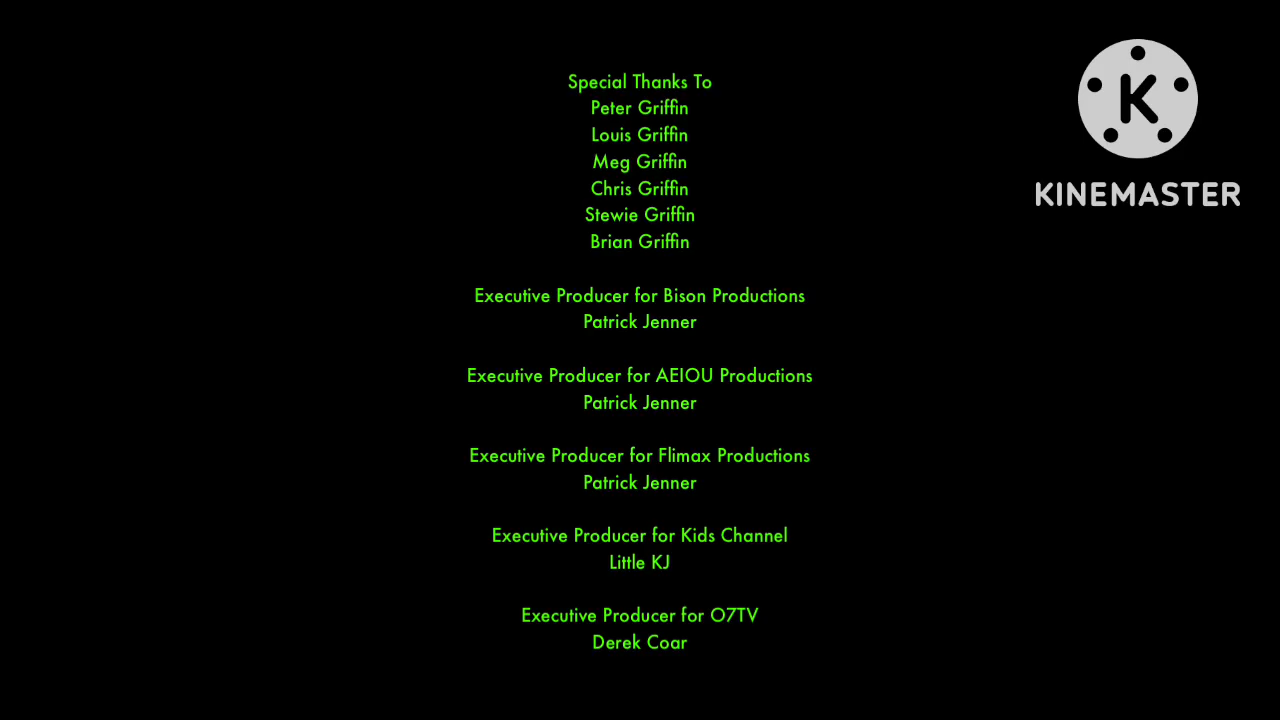 Special Thanks To
Peter Griffin
Louis Griffin
Meg Griffin
Chris Griffin
Stewie Griffin
Brian Griffin
Executive Producer for Bison Productions
Patrick Jenner
Executive Producer for AEIOU Productions
Patrick Jenner
Executive Producer for Flimax Productions
Patrick Jenner
Executive Producer for Kids Channel
Little KJ
Executive Producer for O7TV
Derek Coar
K
KINEMASTER